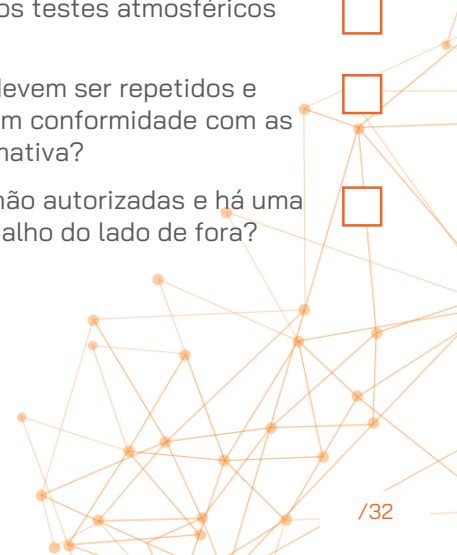 os testes atmosféricos
devem ser repetidos e
m conformidade com as
mativa?
não autorizadas e há uma
alho do lado de fora?
/32